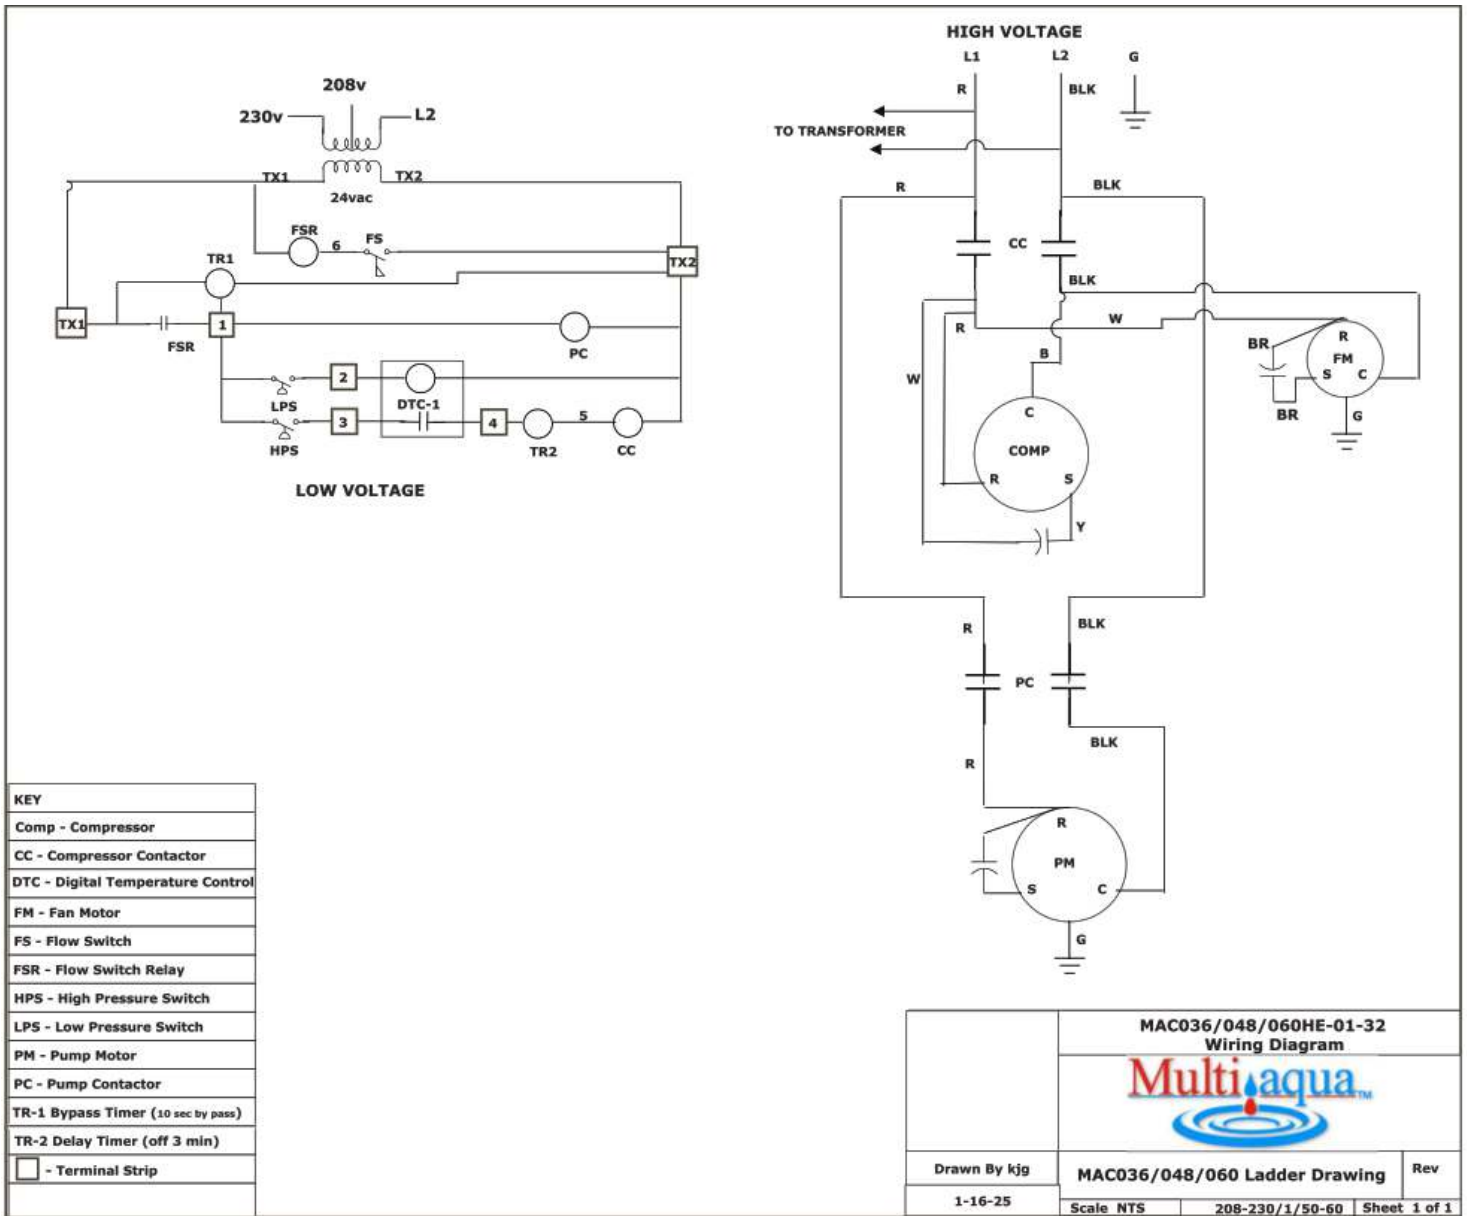 HIGH VOLTAGE
L1
L2
G
R
BLK
TO TRANSFORMER
R
BLK
CC
BLK
R
W
W
B
BR
BR
R
FM
S
C
G
C
COMP
R
S
Y
R
BLK
PC
BLK
R
R
PM
S
C
G
208v
230v
L2
TX1
TX2
24vac
FSR
6
FS
TR1
TX2
TX1
1
FSR
PC
2
LPS
DTC-1
3
HPS
4
TR2
5
CC
LOW VOLTAGE
KEY
Comp - Compressor
CC - Compressor Contactor
DTC - Digital Temperature Control
FM - Fan Motor
FS - Flow Switch
FSR - Flow Switch Relay
HPS - High Pressure Switch
LPS - Low Pressure Switch
PM - Pump Motor
PC - Pump Contactor
TR-1 Bypass Timer (10 sec by pass)
TR-2 Delay Timer (off 3 min)
- Terminal Strip
MAC036/048/060HE-01-32
Wiring Diagram
Multiaqua TM
Drawn By kjg
MAC036/048/060 Ladder Drawing
Rev
1-16-25
Scale NTS
208-230/1/50-60
Sheet 1 of 1